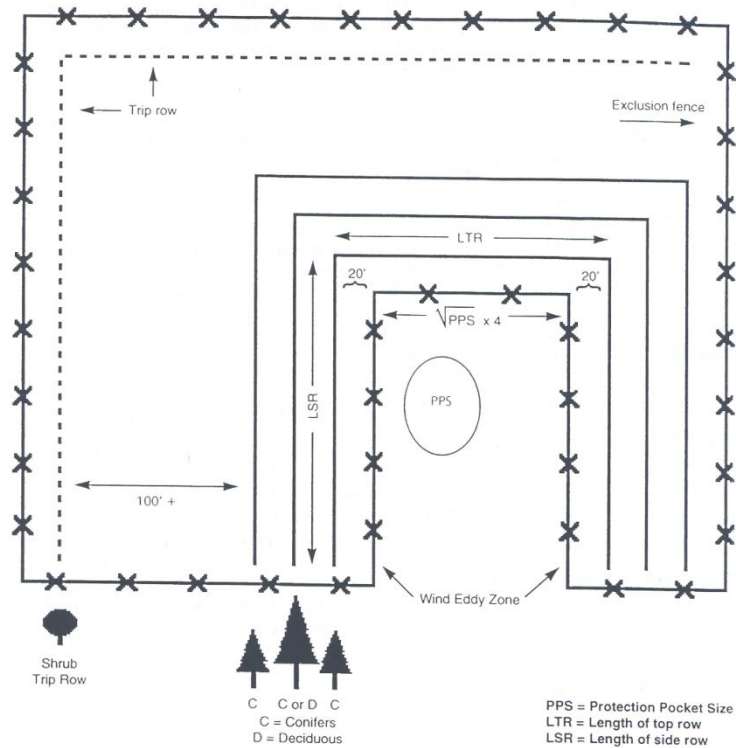 Trip row
Exclusion fence
LTR
20'
20'
√PPS x 4
LSR
PPS
100' +
Wind Eddy Zone
Shrub
Trip Row
C C or D C
C = Conifers
D = Deciduous
PPS = Protection Pocket Size
LTR = Length of top row
LSR = Length of side row